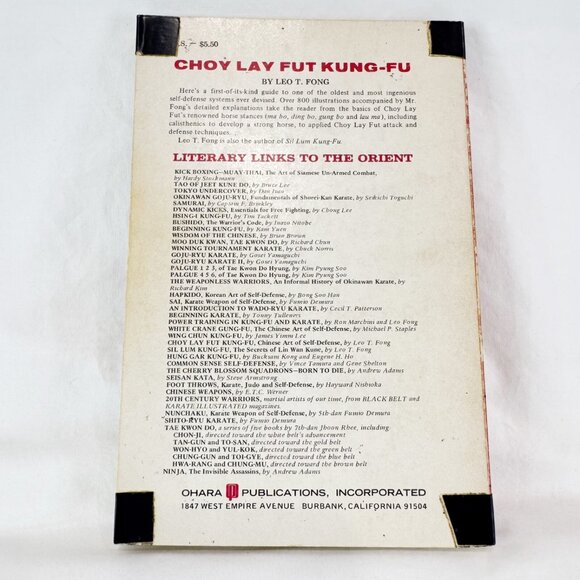 .S. — $5.50
CHOY LAY FUT KUNG-FU
BY LEO T. FONG
Here's a first-of-its-kind guide to one of the oldest and most ingenious
self-defense systems ever devised. Over 800 illustrations accompanied by Mr.
Fong's detailed explanations take the reader from the basics of Choy Lay
Fut's renowned horse stances (ma bo, ding bo, gung bo and lau ma), including
calisthenics to develop a strong horse, to applied Choy Lay Fut attack and
defense techniques.
Leo T. Fong is also the author of Sil Lum Kung-Fu.
LITERARY LINKS TO THE ORIENT
KICK BOXING—MUAY-THAI, The Art of Siamese Un-Armed Combat,
by Hardy Stockmann
TAO OF JEET KUNE DO, by Bruce Lee
TOKYO UNDERCOVER, by Dan Ivan
OKINAWAN GOJU-RYU, Fundamentals of Shorei-Kan Karate, by Seikichi Toguchi
SAMURAI, by Captain F. Brinkley
DYNAMIC KICKS, Essentials for Free Fighting, by Chong Lee
HSING-I KUNG-FU, by Tim Tackett
BUSHIDO, The Warrior's Code, by Inazo Nitobe
BEGINNING KUNG-FU, by Kam Yuen
WISDOM OF THE CHINESE, by Brian Brown
MOO DUK KWAN, TAE KWON DO, by Richard Chun
WINNING TOURNAMENT KARATE, by Chuck Norris
GOJU-RYU KARATE, by Gosei Yamaguchi
GOJU-RYU KARATE II, by Gosei Yamaguchi
PALGUE 1 2 3, of Tae Kwon Do Hyung, by Kim Pyung Soo
PALGUE 4 5 6, of Tae Kwon Do Hyung, by Kim Pyung Soo
THE WEAPONLESS WARRIORS, An Informal History of Okinawan Karate, by
Richard Kim
HAPKIDO, Korean Art of Self-Defense, by Bong Soo Han
SAI, Karate Weapon of Self-Defense, by Fumio Demura
AN INTRODUCTION TO WADO-RYU KARATE, by Cecil T. Patterson
BEGINNING KARATE, by Tonny Tulleners
POWER TRAINING IN KUNG-FU AND KARATE, by Ron Marchini and Leo Fong
WHITE CRANE GUNG-FU, The Chinese Art of Self-Defense, by Michael P. Staples
WING CHUN KUNG-FU, by James Yimm Lee
CHOY LAY FUT KUNG-FU, Chinese Art of Self-Defense, by Leo T. Fong
SIL LUM KUNG-FU, The Secrets of Lin Wan Kune, by Leo T. Fong
HUNG GAR KUNG-FU, by Bucksam Kong and Eugene H. Ho
COMMON SENSE SELF-DEFENSE, by Vince Tamura and Gene Shelton
THE CHERRY BLOSSOM SQUADRONS—BORN TO DIE, by Andrew Adams
SEISAN KATA, by Steve Armstrong
FOOT THROWS, Karate, Judo and Self-Defense, by Hayward Nishioka
CHINESE WEAPONS, by E.T.C. Werner
20TH CENTURY WARRIORS, martial artists of our time, from BLACK BELT and
KARATE ILLUSTRATED magazines.
NUNCHAKU, Karate Weapon of Self-Defense, by 5th-dan Fumio Demura
SHITO-RYU KARATE, by Fumio Demura
TAE KWON DO, a series of five books by 7th-dan Jhoon Rhee, including
CHON-JI, directed toward the white belt's advancement
TAN-GUN and TO-SAN, directed toward the gold belt
WON-HYO and YUL-KOK, directed toward the green belt
CHUNG-GUN and TOI-GYE, directed toward the blue belt
HWA-RANG and CHUNG-MU, directed toward the brown belt
NINJA, The Invisible Assassins, by Andrew Adams
OHARA PUBLICATIONS, INCORPORATED
1847 WEST EMPIRE AVENUE BURBANK, CALIFORNIA 91504